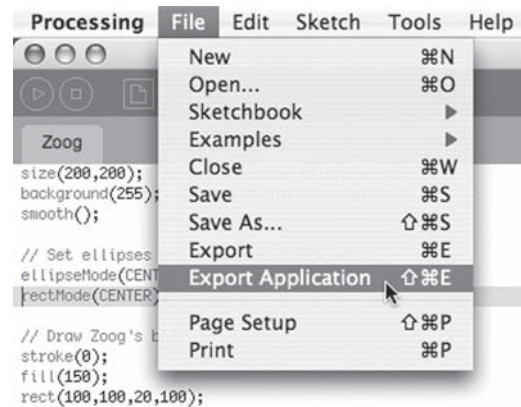 Processing File Edit Sketch Tools Help
New ⌘N
Open... ⌘O
Sketchbook
Examples
Close ⌘W
Save ⌘S
Save As... ⇧⌘S
Export ⌘E
Export Application ⇧⌘E
Page Setup ⇧⌘P
Print ⌘P
Zoog
size(200,200);
background(255);
smooth();
// Set ellipses
ellipseMode(CENT
rectMode(CENTER)
// Draw Zoog's b
stroke(0);
fill(150);
rect(100,100,20,100);